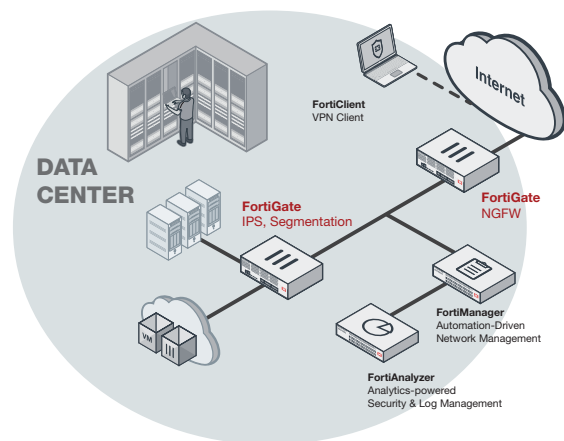 FortiClient
VPN Client
Internet
DATA
CENTER
FortiGate
IPS, Segmentation
FortiGate
NGFW
VM
FortiManager
Automation-Driven
Network Management
FortiAnalyzer
Analytics-powered
Security & Log Management